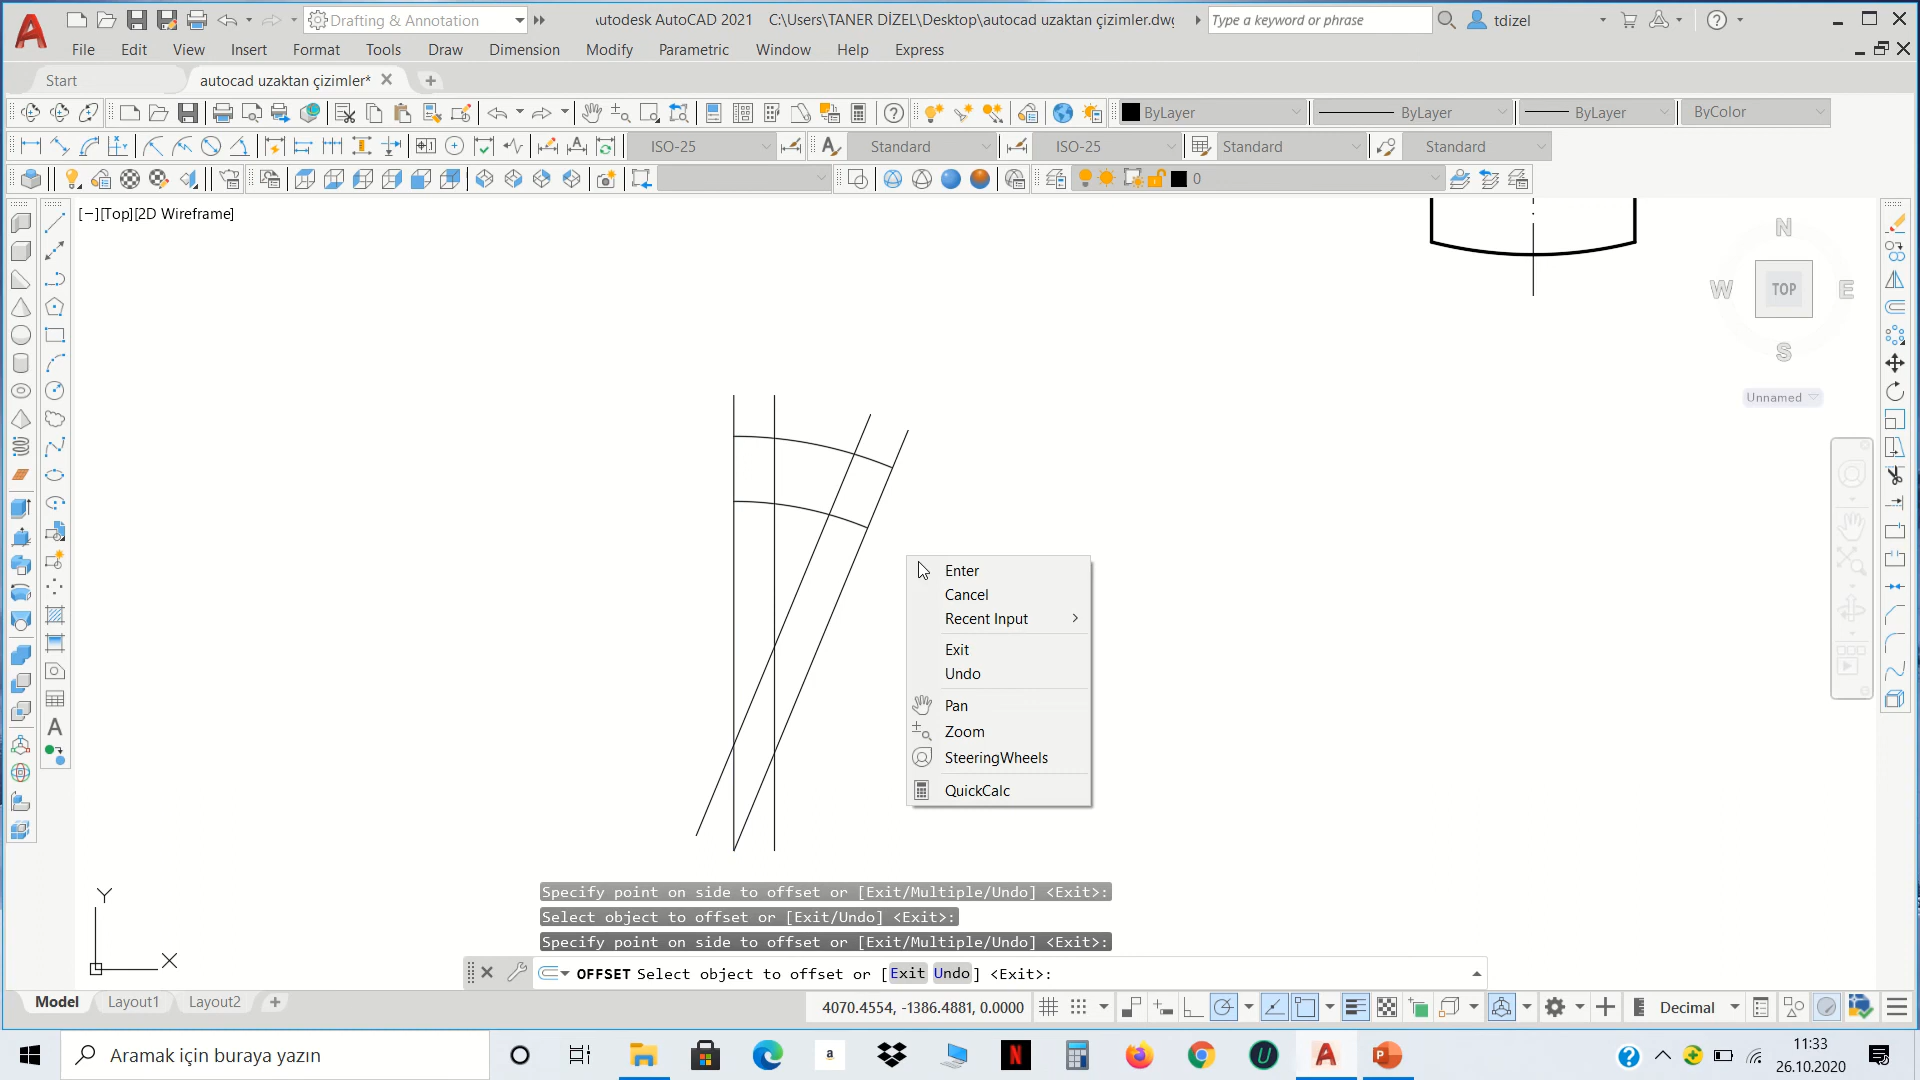 Drafting & Annotation
utodesk AutoCAD 2021 C:\Users\TANER DİZEL\Desktop\autocad uzaktan çizimler.dwg
Type a keyword or phrase
tdizel
File Edit View Insert Format Tools Draw Dimension Modify Parametric Window Help Express
Start
autocad uzaktan çizimler*
ByLayer ByLayer ByLayer ByColor
ISO-25 Standard ISO-25 Standard Standard
0
[−][Top][2D Wireframe]
N
W TOP E
S
Unnamed
Enter
Cancel
Recent Input
Exit
Undo
Pan
Zoom
SteeringWheels
QuickCalc
Y
X
Specify point on side to offset or [Exit/Multiple/Undo] <Exit>:
Select object to offset or [Exit/Undo] <Exit>:
Specify point on side to offset or [Exit/Multiple/Undo] <Exit>:
OFFSET Select object to offset or [Exit Undo] <Exit>:
Model Layout1 Layout2
4070.4554, -1386.4881, 0.0000
Decimal
Aramak için buraya yazın
11:33
26.10.2020